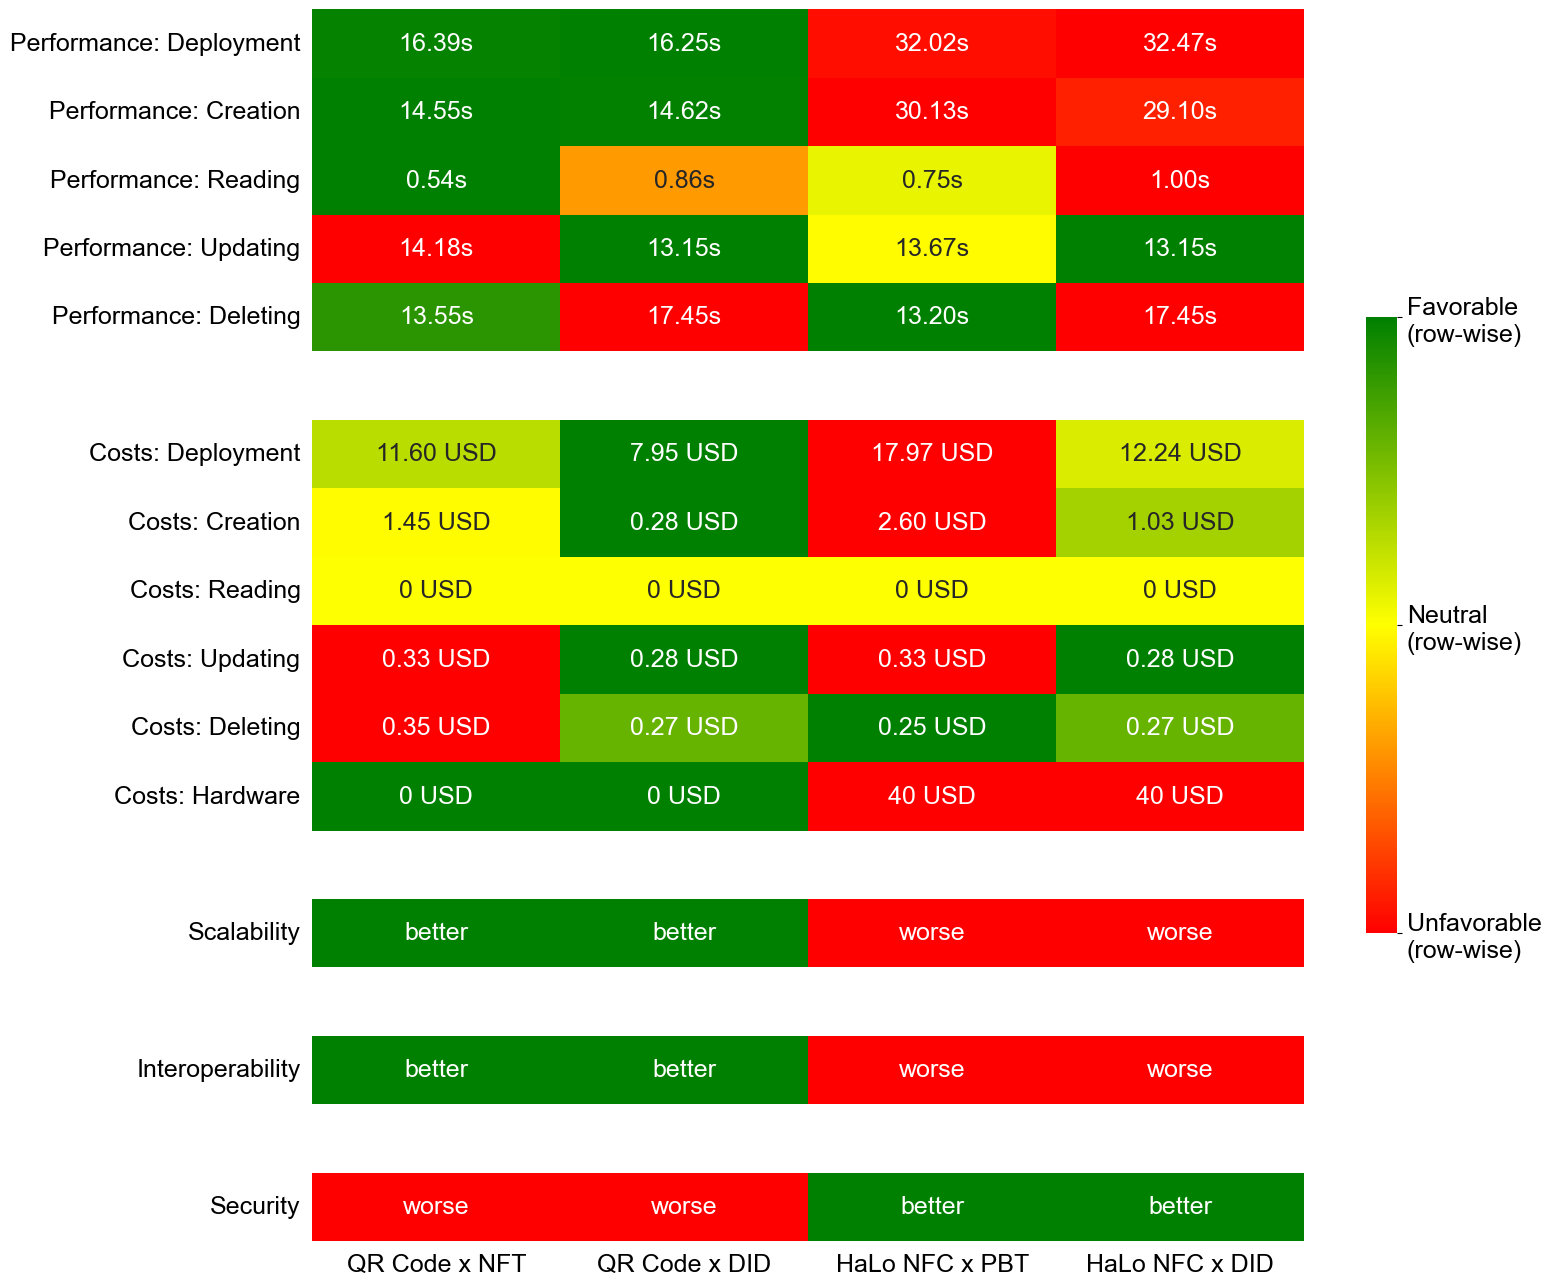 Performance: Deployment 16.39s 16.25s 32.02s 32.47s
Performance: Creation 14.55s 14.62s 30.13s 29.10s
Performance: Reading 0.54s 0.86s 0.75s 1.00s
Performance: Updating 14.18s 13.15s 13.67s 13.15s
Performance: Deleting 13.55s 17.45s 13.20s 17.45s
Costs: Deployment 11.60 USD 7.95 USD 17.97 USD 12.24 USD
Costs: Creation 1.45 USD 0.28 USD 2.60 USD 1.03 USD
Costs: Reading 0 USD 0 USD 0 USD 0 USD
Costs: Updating 0.33 USD 0.28 USD 0.33 USD 0.28 USD
Costs: Deleting 0.35 USD 0.27 USD 0.25 USD 0.27 USD
Costs: Hardware 0 USD 0 USD 40 USD 40 USD
Scalability better better worse worse
Interoperability better better worse worse
Security worse worse better better
QR Code x NFT QR Code x DID HaLo NFC x PBT HaLo NFC x DID
Favorable
(row-wise)
Neutral
(row-wise)
Unfavorable
(row-wise)